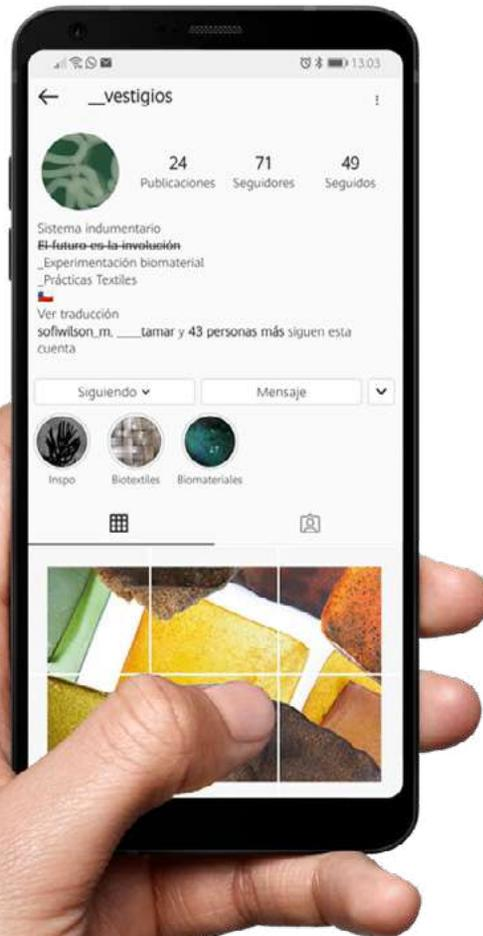 13:03
__vestigios
24 71 49
Publicaciones Seguidores Seguidos
Sistema indumentario
El futuro es la involución
_Experimentación biomaterial
_Prácticas Textiles
Ver traducción
sofiwilson_m, ____tamar y 43 personas más siguen esta
cuenta
Siguiendo Mensaje
Inspo Biotextiles Biomateriales